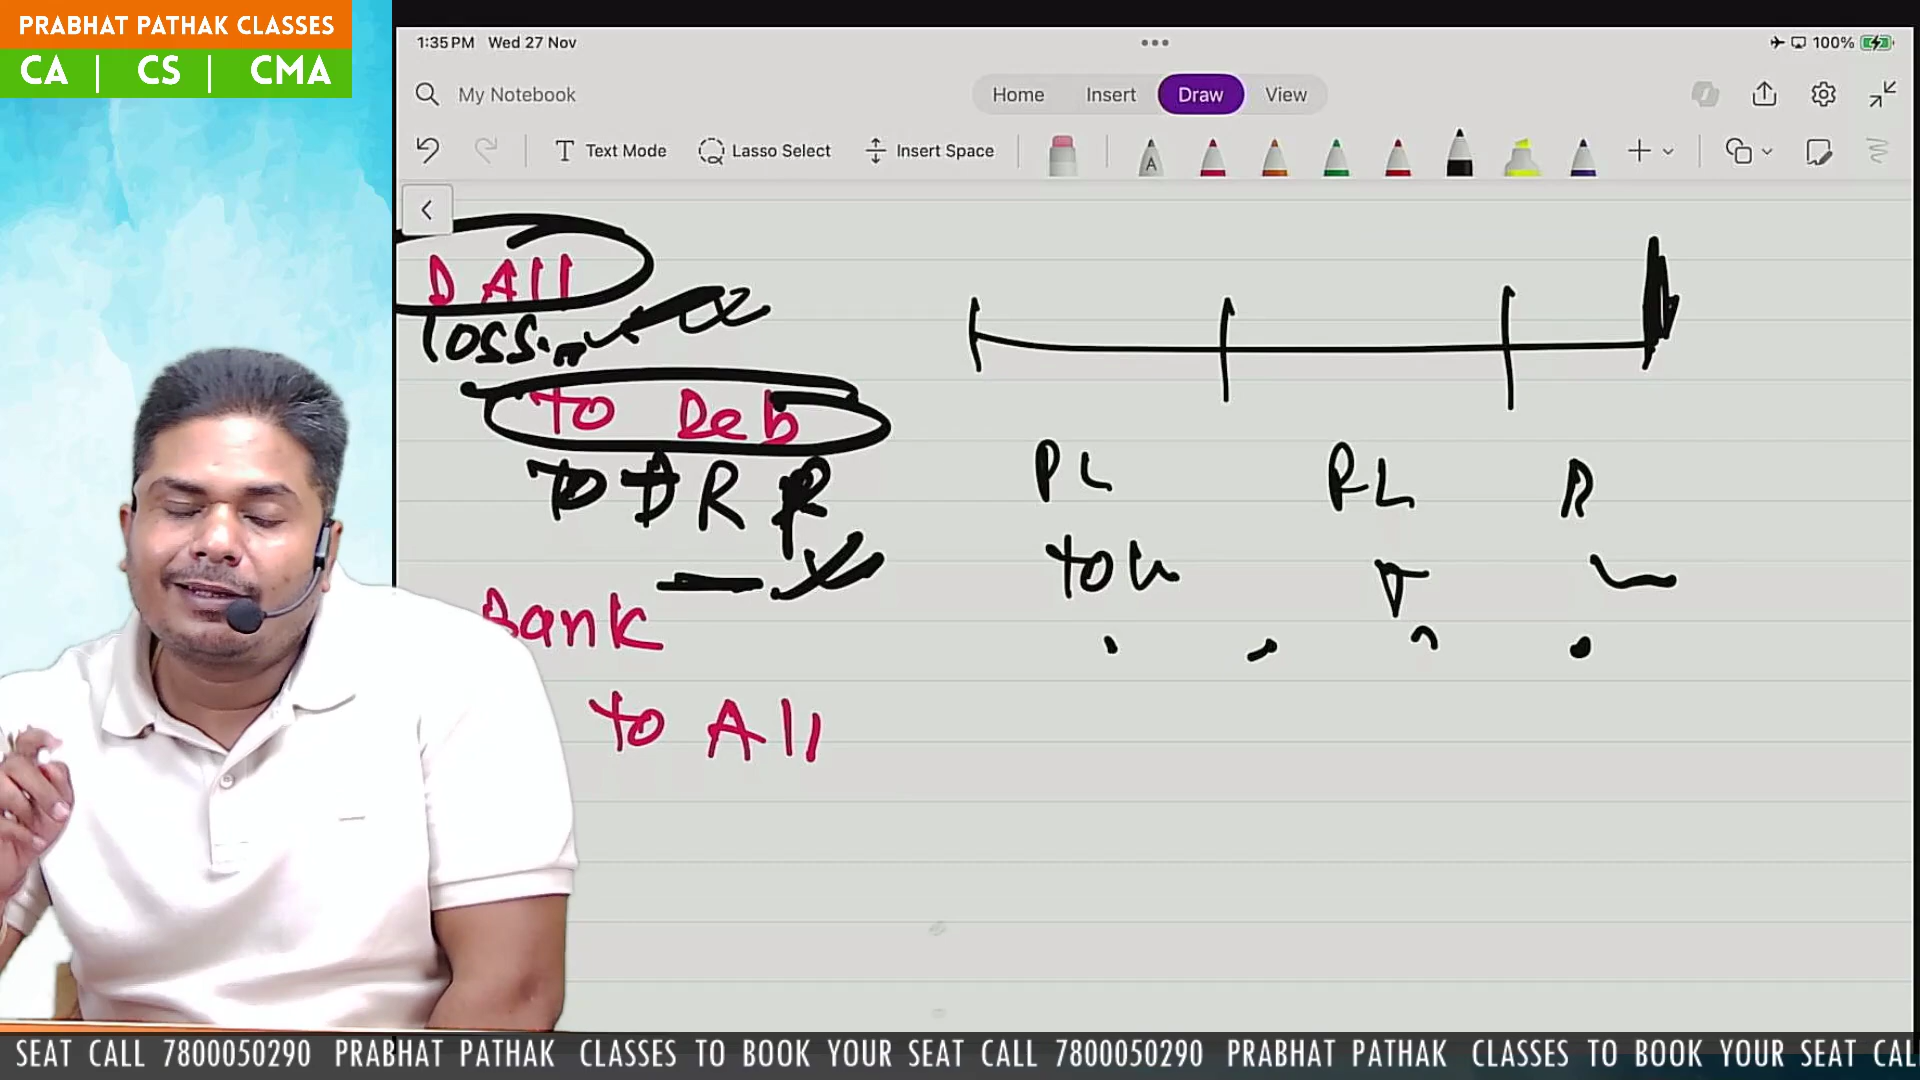 PRABHAT PATHAK CLASSES
CA | CS | CMA
1:35 PM Wed 27 Nov
100%
My Notebook
Home Insert Draw View
Text Mode Lasso Select Insert Space
A
D All
loss
to Deb
to DRR
Bank
to All
PL RL R
SEAT CALL 7800050290 PRABHAT PATHAK CLASSES TO BOOK YOUR SEAT CALL 7800050290 PRABHAT PATHAK CLASSES TO BOOK YOUR SEAT CAL